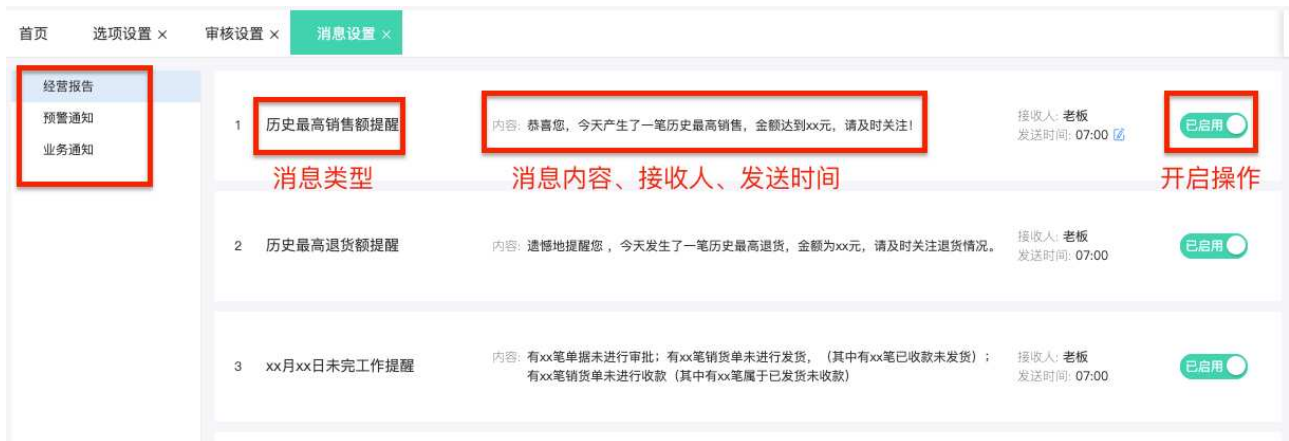 首页 选项设置 × 审核设置 × 消息设置 ×
经营报告
预警通知
业务通知
1 历史最高销售额提醒 内容: 恭喜您，今天产生了一笔历史最高销售，金额达到xx元，请及时关注！ 接收人: 老板
发送时间: 07:00
已启用
消息类型 消息内容、接收人、发送时间 开启操作
2 历史最高退货额提醒 内容: 遗憾地提醒您 ，今天发生了一笔历史最高退货，金额为xx元，请及时关注退货情况。 接收人: 老板
发送时间: 07:00
已启用
3 xx月xx日未完工作提醒 内容: 有xx笔单据未进行审批；有xx笔销货单未进行发货，（其中有xx笔已收款未发货）；
有xx笔销货单未进行收款（其中有xx笔属于已发货未收款）
接收人: 老板
发送时间: 07:00
已启用